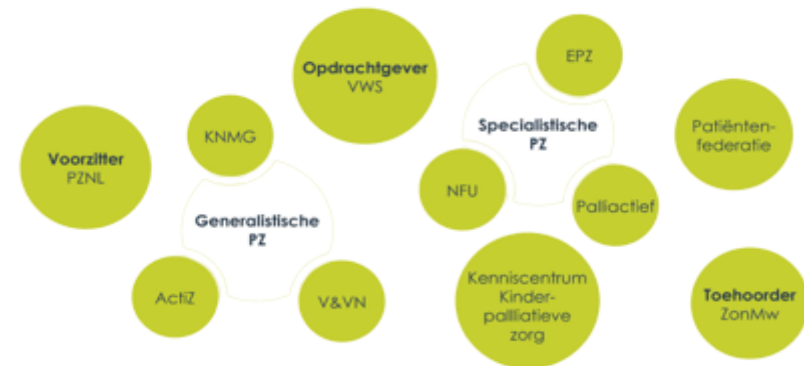 Opdrachtgever
VWS
EPZ
KNMG
Specialistische
PZ
Patiënten-
federatie
Voorzitter
PZNL
NFU
Palliactief
Generalistische
PZ
Kenniscentrum
Kinder-
pallliatieve
zorg
ActiZ
V&VN
Toehoorder
ZonMw